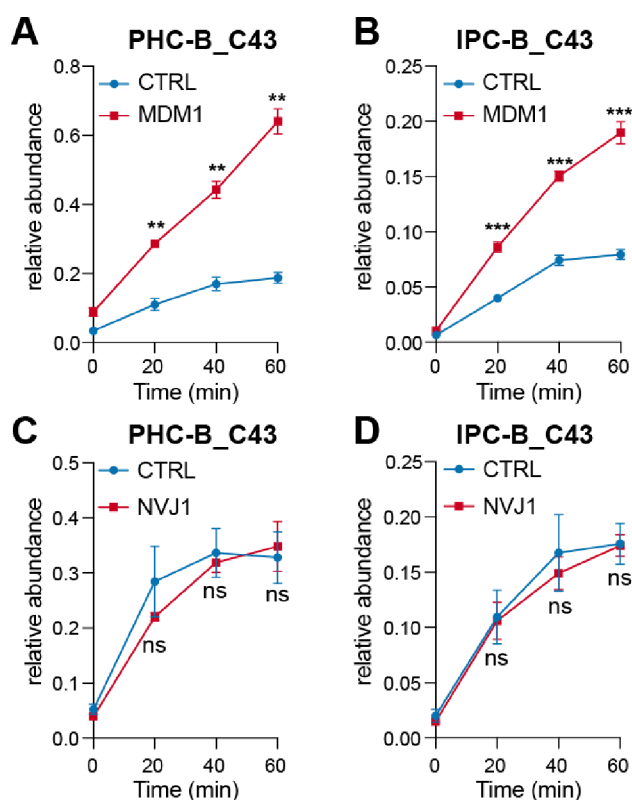 A
PHC-B_C43
0.8
0.6
0.4
0.2
0.0
relative abundance
CTRL
MDM1
**
**
**
0 20 40 60
Time (min)
B
IPC-B_C43
0.25
0.20
0.15
0.10
0.05
0.00
relative abundance
CTRL
MDM1
***
***
***
0 20 40 60
Time (min)
C
PHC-B_C43
0.5
0.4
0.3
0.2
0.1
0.0
relative abundance
CTRL
NVJ1
ns
ns
ns
0 20 40 60
Time (min)
D
IPC-B_C43
0.25
0.20
0.15
0.10
0.05
0.00
relative abundance
CTRL
NVJ1
ns
ns
ns
0 20 40 60
Time (min)